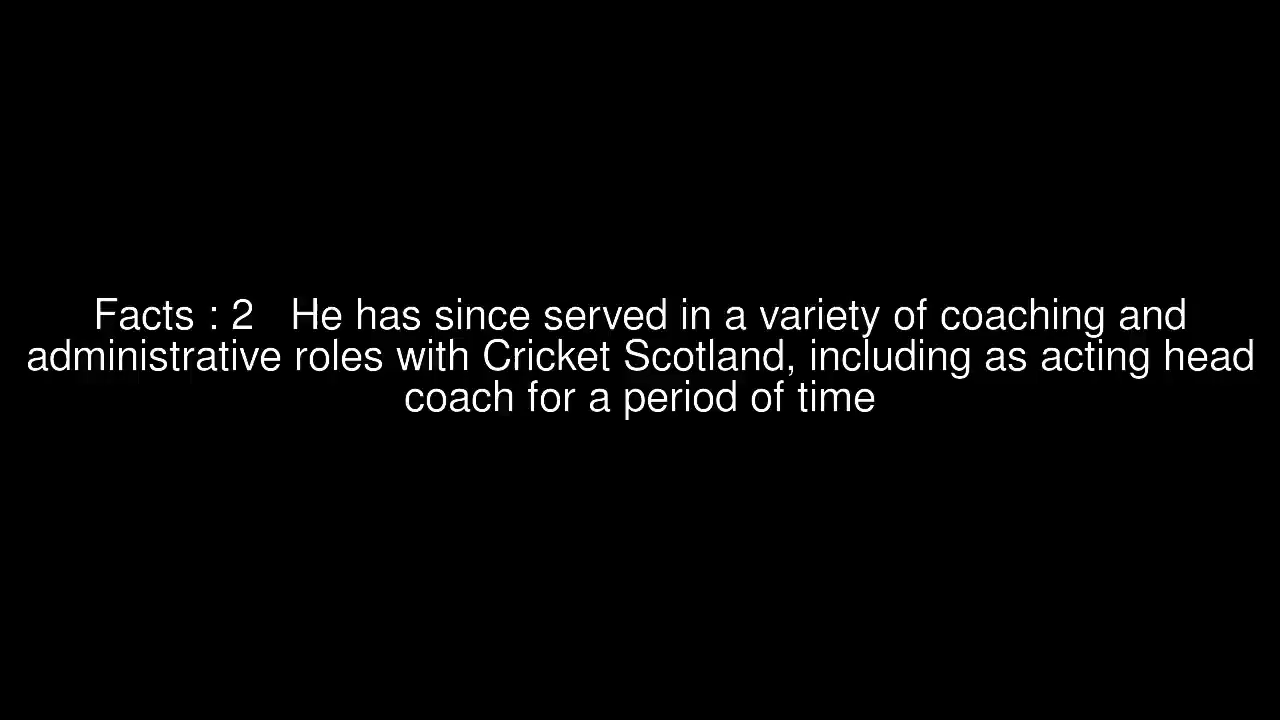 Facts : 2   He has since served in a variety of coaching and
administrative roles with Cricket Scotland, including as acting head
coach for a period of time